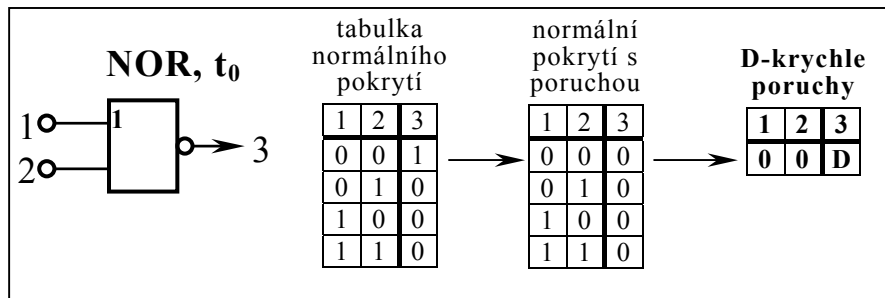 NOR, t0
1
1
2
3
tabulka
normálního
pokrytí
1 2 3
0 0 1
0 1 0
1 0 0
1 1 0
normální
pokrytí s
poruchou
1 2 3
0 0 0
0 1 0
1 0 0
1 1 0
D-krychle
poruchy
1 2 3
0 0 D